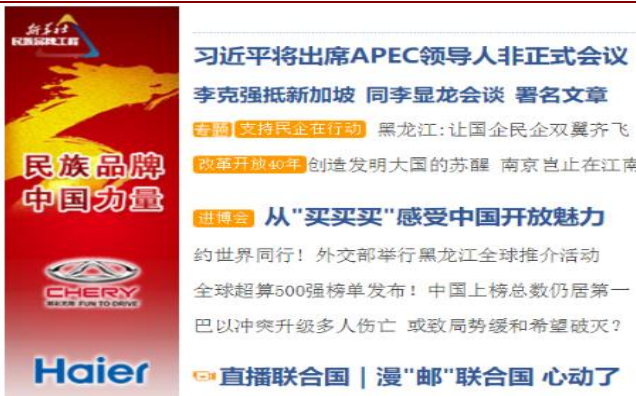 新华社
民族品牌工程
民族品牌
中国力量
CHERY
FUN TO DRIVE
Haier
习近平将出席APEC领导人非正式会议
李克强抵新加坡 同李显龙会谈 署名文章
专题 支持民企在行动 黑龙江:让国企民企双翼齐飞
改革开放40年 创造发明大国的苏醒 南京岂止在江南
进博会 从"买买买"感受中国开放魅力
约世界同行！外交部举行黑龙江全球推介活动
全球超算500强榜单发布！中国上榜总数仍居第一
巴以冲突升级多人伤亡 或致局势缓和希望破灭？
直播联合国｜漫"邮"联合国 心动了